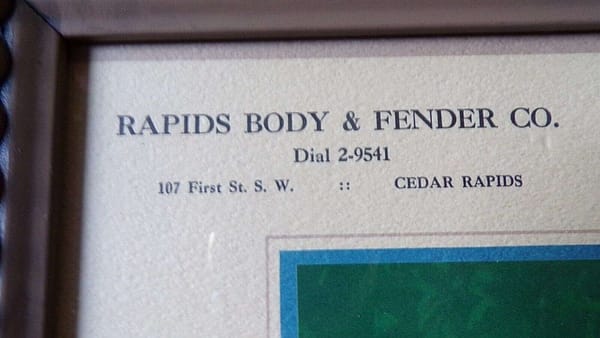 RAPIDS BODY & FENDER CO.
Dial 2-9541
107 First St. S. W. :: CEDAR RAPIDS